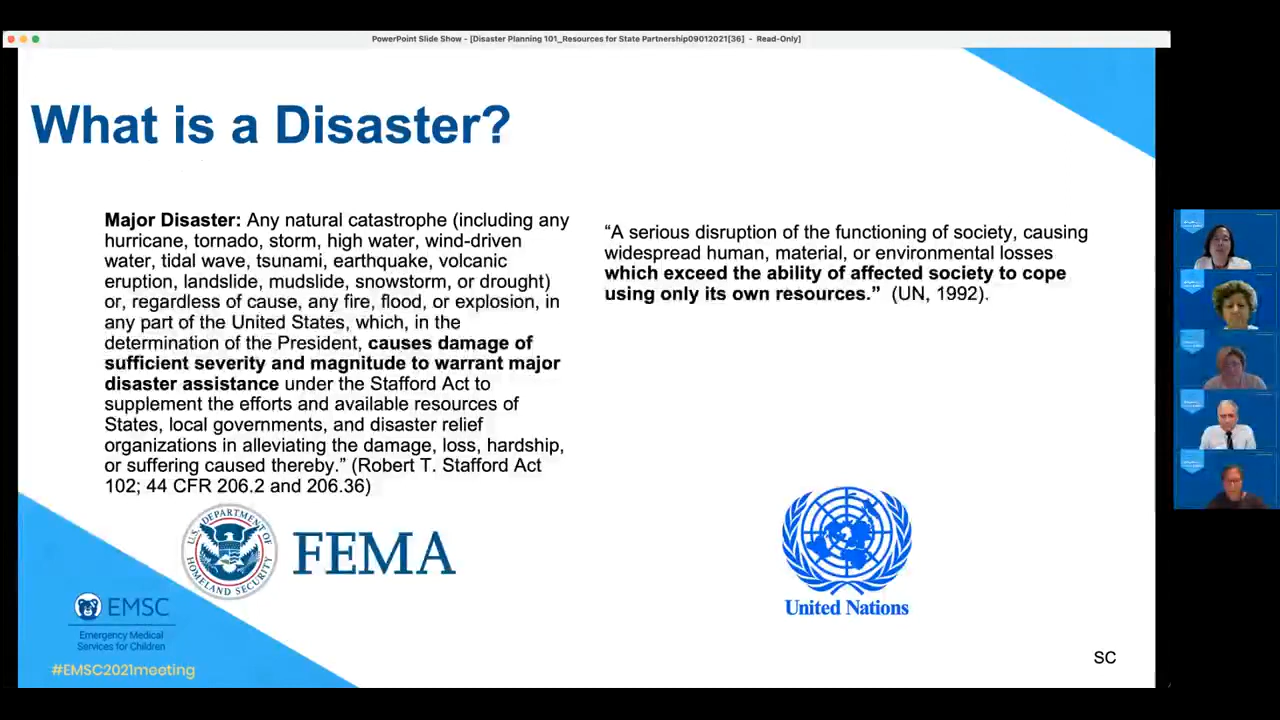 PowerPoint Slide Show - [Disaster Planning 101_Resources for State Partnership09012021[36] - Read-Only]
What is a Disaster?
Major Disaster: Any natural catastrophe (including any
hurricane, tornado, storm, high water, wind-driven
water, tidal wave, tsunami, earthquake, volcanic
eruption, landslide, mudslide, snowstorm, or drought)
or, regardless of cause, any fire, flood, or explosion, in
any part of the United States, which, in the
determination of the President, causes damage of
sufficient severity and magnitude to warrant major
disaster assistance under the Stafford Act to
supplement the efforts and available resources of
States, local governments, and disaster relief
organizations in alleviating the damage, loss, hardship,
or suffering caused thereby.” (Robert T. Stafford Act
102; 44 CFR 206.2 and 206.36)
“A serious disruption of the functioning of society, causing
widespread human, material, or environmental losses
which exceed the ability of affected society to cope
using only its own resources.” (UN, 1992).
U.S. DEPARTMENT OF
HOMELAND SECURITY
FEMA
United Nations
EMSC
Emergency Medical
Services for Children
#EMSC2021meeting
SC